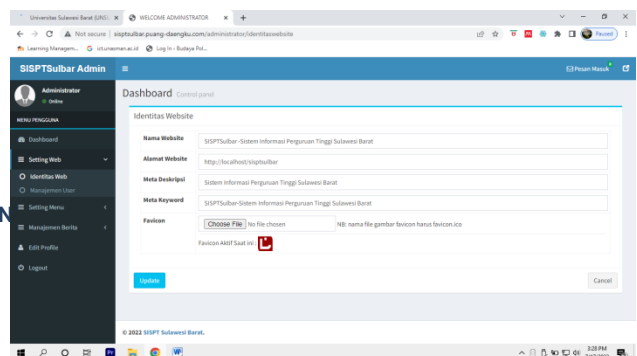 Universitas Sulawesi Barat (UNSU
WELCOME ADMINISTRATOR
Not secure | sisptsulbar.puang-daengku.com/administrator/identitaswebsite
Paused
Learning Managem..
istunasman.ac.id
Log In ‹ Budaya Pol...
SISPTSulbar Admin
Pesan Masuk
Administrator
Online
Dashboard Control panel
MENU PENGGUNA
Dashboard
Setting Web
Identitas Web
Manajemen User
Setting Menu
Manajemen Berita
Edit Profile
Logout
Identitas Website
Nama Website SISPTSulbar -Sistem Informasi Perguruan Tinggi Sulawesi Barat
Alamat Website http://localhost/sisptsulbar
Meta Deskripsi Sistem Informasi Perguruan Tinggi Sulawesi Barat
Meta Keyword SISPTSulbar-Sistem Informasi Perguruan Tinggi Sulawesi Barat
Favicon Choose File No file chosen NB: nama file gambar favicon harus favicon.ico
Favicon Aktif Saat ini :
Update
Cancel
© 2022 SISPT Sulawesi Barat.
N
3:28 PM